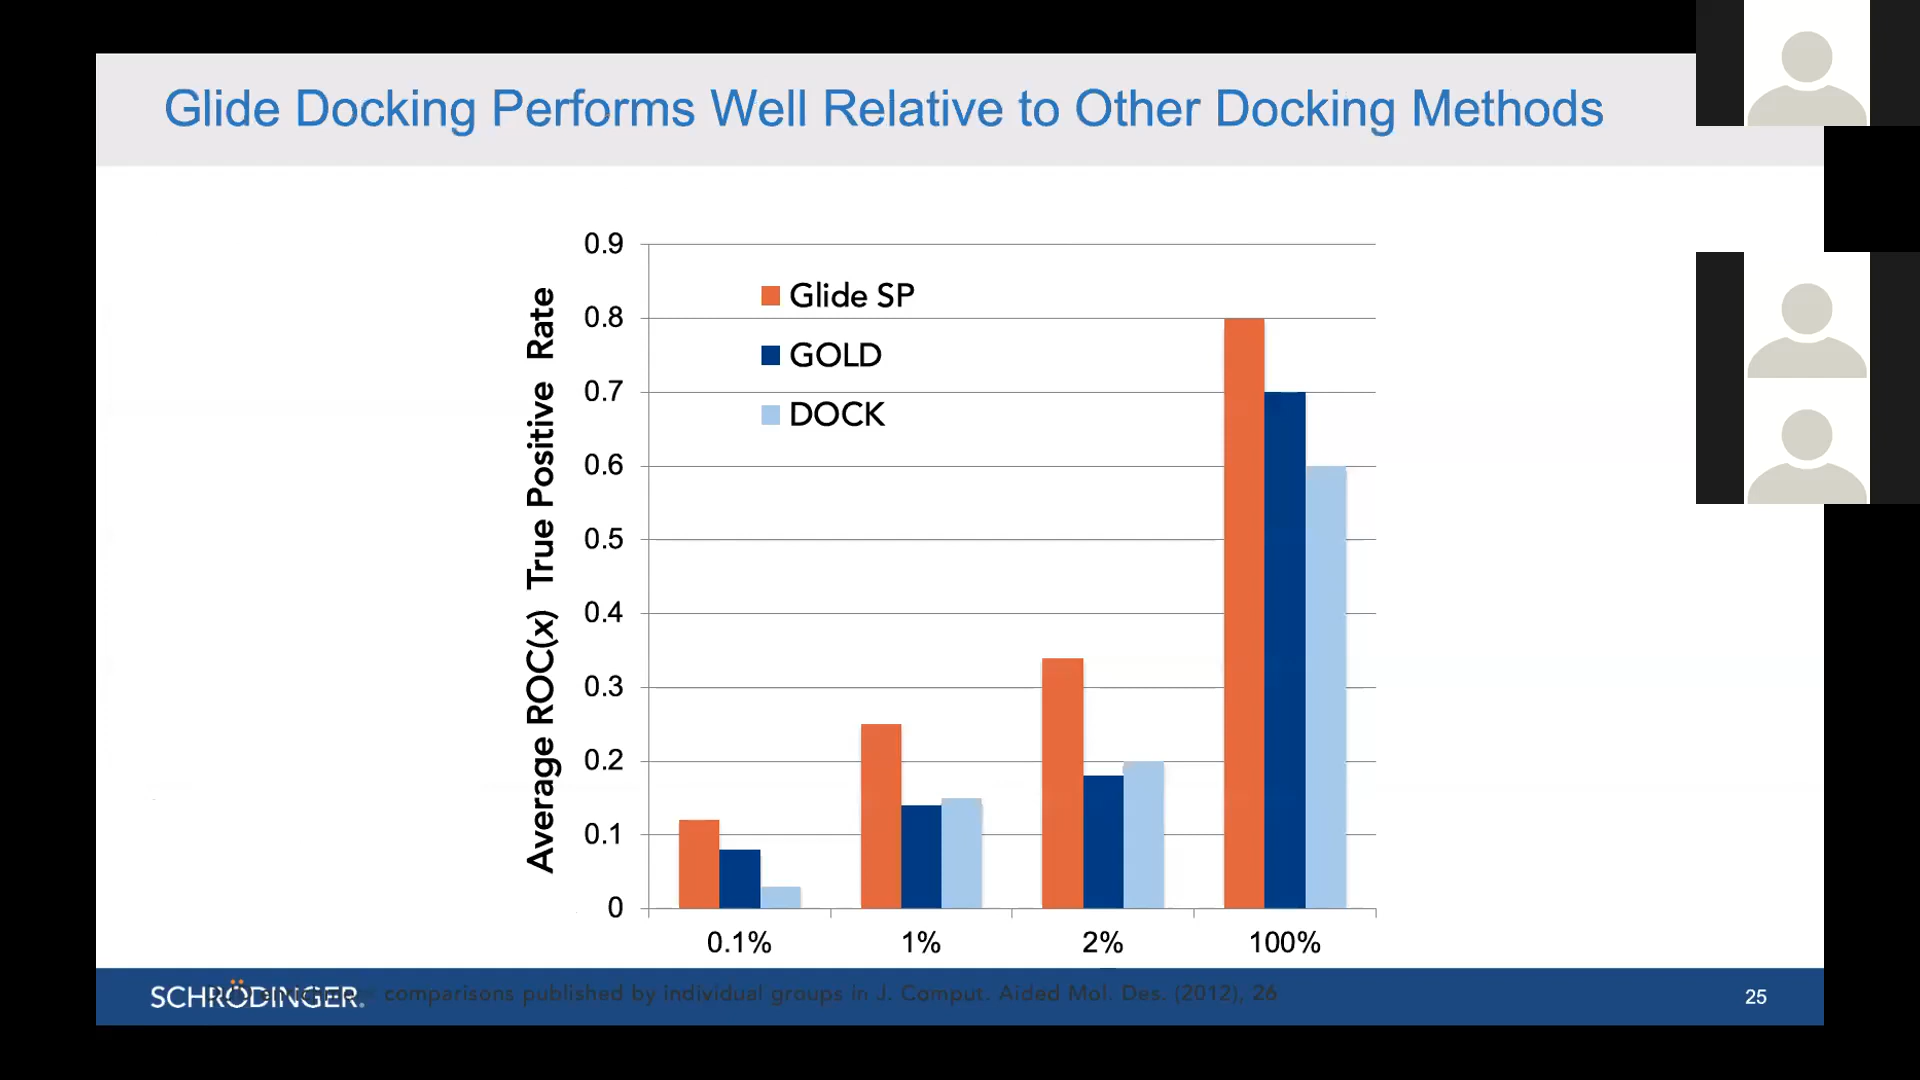 Glide Docking Performs Well Relative to Other Docking Methods
Average ROC(x) True Positive Rate
0.9
0.8
0.7
0.6
0.5
0.4
0.3
0.2
0.1
0
Glide SP
GOLD
DOCK
0.1%
1%
2%
100%
SCHRÖDINGER.
comparisons published by individual groups in J. Comput. Aided Mol. Des. (2012), 26
25